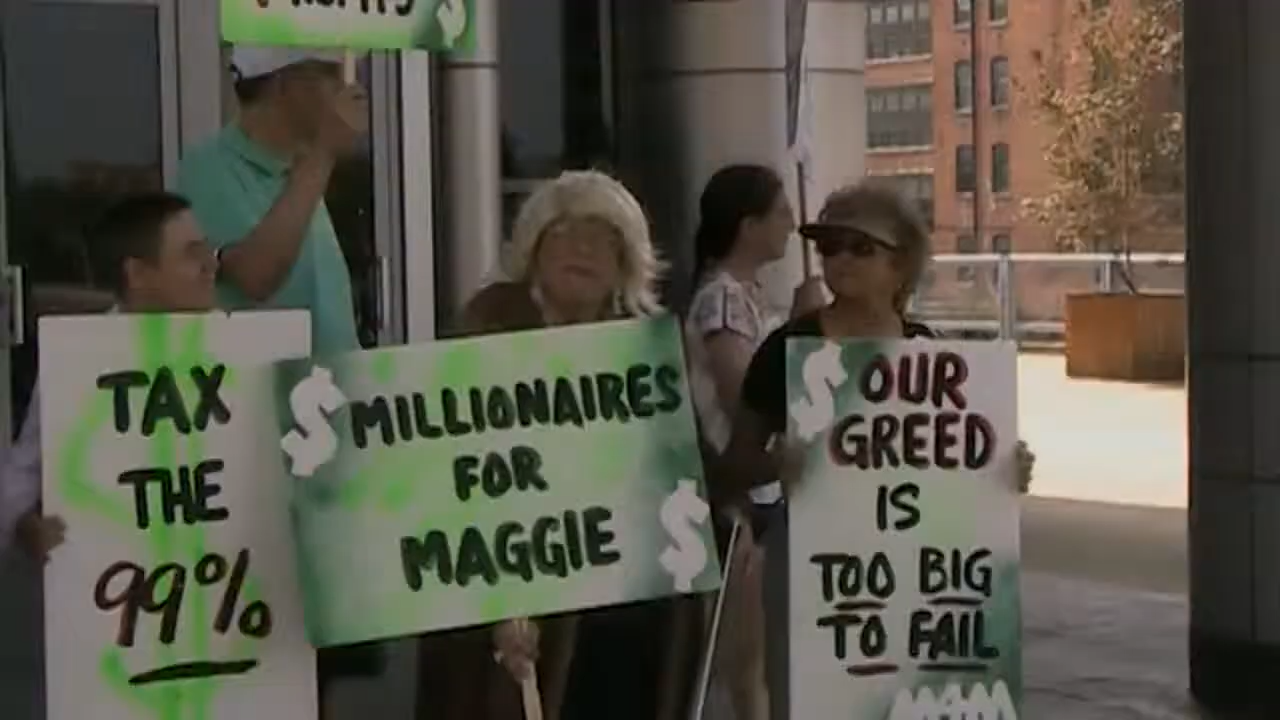 TAX
THE
99%
$ MILLIONAIRES
FOR
MAGGIE $
$ OUR
GREED
IS
TOO BIG
TO FAIL
$